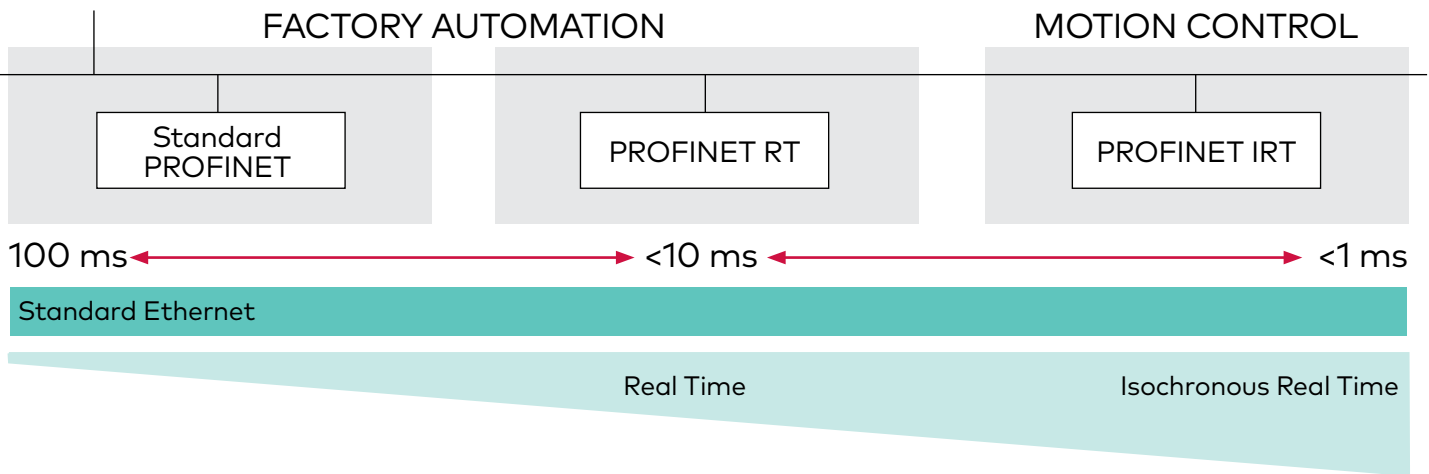 FACTORY AUTOMATION
MOTION CONTROL
Standard
PROFINET
PROFINET RT
PROFINET IRT
100 ms
<10 ms
<1 ms
Standard Ethernet
Real Time
Isochronous Real Time